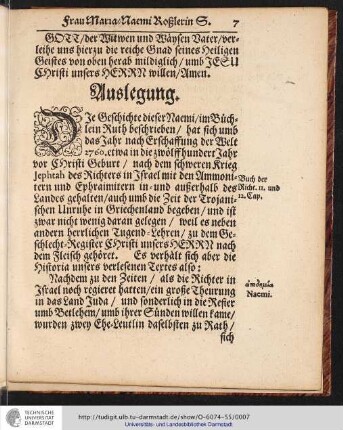 Frau Maria/Naemi Roßlerin S. 7
GOTT/der Witwen und Wäysen Vater/ver-
leihe uns hierzu die reiche Gnad seines Heiligen
Geistes von oben herab mildiglich/umb JESU
CHristi unsers HERRN willen/Amen.
Auslegung.
DJe Geschichte dieser Naemi/im Büch-
lein Ruth beschrieben/ hat sich umb
das Jahr nach Erschaffung der Welt
2760. etwa in die zwölffhundert Jahr
vor CHristi Geburt/ nach dem schweren Krieg
Jephtah des Richters in Jsrael mit den Ammoni-
tern und Ephraimitern in- und außerhalb des
Landes gehalten/auch umb die Zeit der Trojani-
schen Unruhe in Griechenland begeben/ und ist
zwar nicht wenig daran gelegen/ weil es neben
andern herrlichen Tugend-Lehren/ zu dem Ge-
schlecht-Register CHristi unsers HERRN nach
dem Fleisch gehöret. Es verhält sich aber die
Historia unsers verlesenen Textes also:
Buch der
Richt. 11. und
12. Cap.
Nachdem zu den Zeiten/ als die Richter in
Jsrael noch regieret hatten/ein große Theurung
in das Land Juda/ und sonderlich in die Refier
umb Betlehem/umb ihrer Sünden willen kame/
wurden zwey Ehe-Leutlin daselbsten zu Rath/
sich
Naemi.
TECHNISCHE
UNIVERSITÄT
DARMSTADT
http://tudigit.ulb.tu-darmstadt.de/show/O-6074-55/0007
Universitäts- und Landesbibliothek Darmstadt